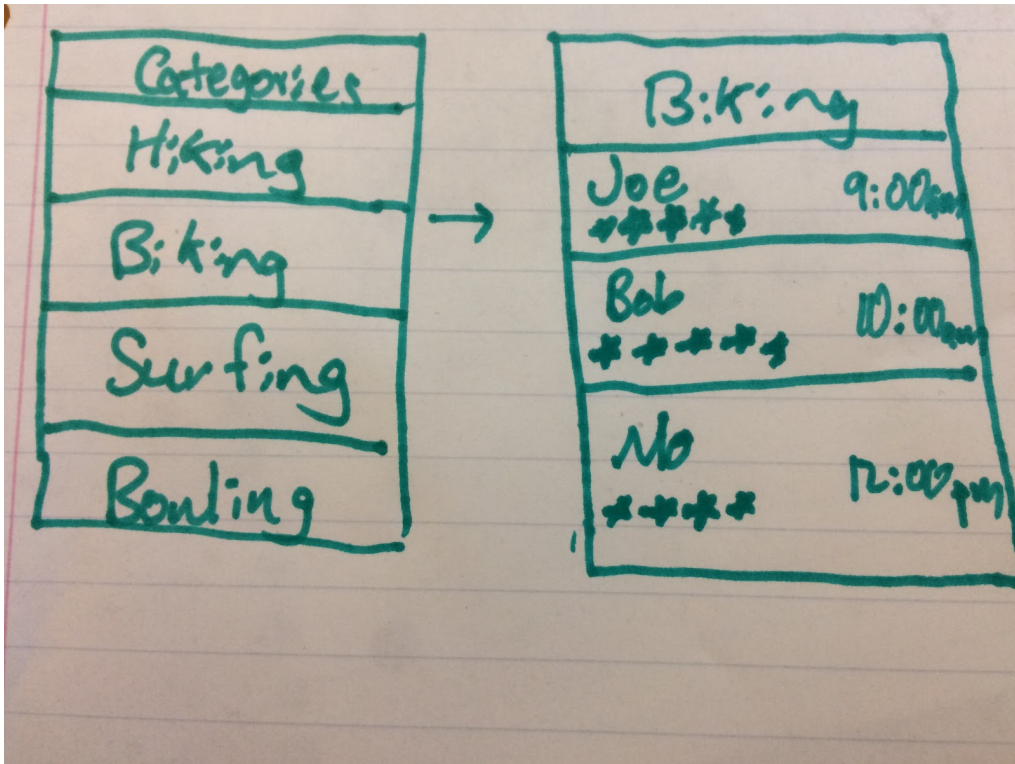 Categories
Hiking
Biking
Surfing
Bowling
Biking
Joe 9:00am
*****
Bob 10:00am
*****
Mo 12:00pm
****